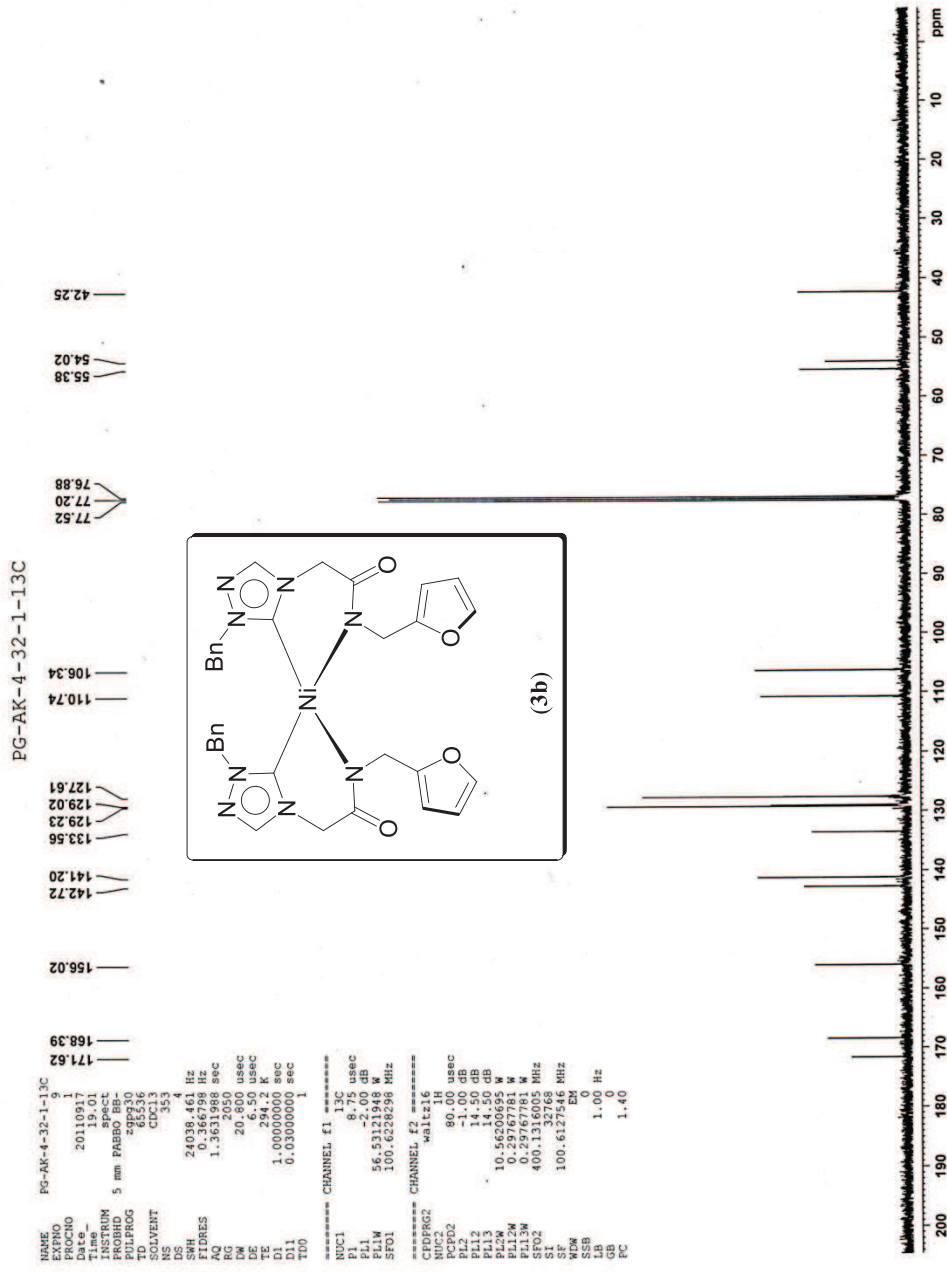 PG-AK-4-32-1-13C
171.62
168.39
156.02
142.72
141.20
133.56
129.23
129.02
127.61
110.74
106.34
77.52
77.20
76.88
55.38
54.02
42.25
NAME PG-AK-4-32-1-13C
EXPNO 9
PROCNO 1
Date_ 20110917
Time 19.01
INSTRUM spect
PROBHD 5 mm PABBO BB-
PULPROG zgpg30
TD 65536
SOLVENT CDCl3
NS 353
DS 4
SWH 24038.461 Hz
FIDRES 0.366798 Hz
AQ 1.3631988 sec
RG 2050
DW 20.800 usec
DE 6.50 usec
TE 294.2 K
D1 1.00000000 sec
D11 0.03000000 sec
TD0 1
======== CHANNEL f1 ========
NUC1 13C
P1 8.75 usec
PL1 -2.00 dB
PL1W 56.53121948 W
SFO1 100.6228298 MHz
======== CHANNEL f2 ========
CPDPRG2 waltz16
NUC2 1H
PCPD2 80.00 usec
PL2 -1.00 dB
PL12 14.50 dB
PL13 14.50 dB
PL2W 10.56200695 W
PL12W 0.29767781 W
PL13W 0.29767781 W
SFO2 400.1316005 MHz
SI 32768
SF 100.6127546 MHz
WDW EM
SSB 0
LB 1.00 Hz
GB 0
PC 1.40
Bn Bn
N N N N
N N
Ni
N N
O O
O O
(3b)
200 190 180 170 160 150 140 130 120 110 100 90 80 70 60 50 40 30 20 10 ppm